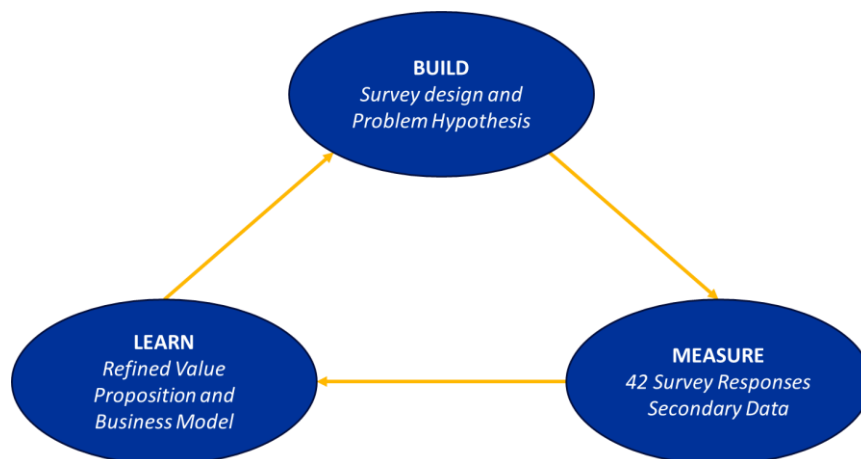 BUILD
Survey design and
Problem Hypothesis
LEARN
Refined Value
Proposition and
Business Model
MEASURE
42 Survey Responses
Secondary Data